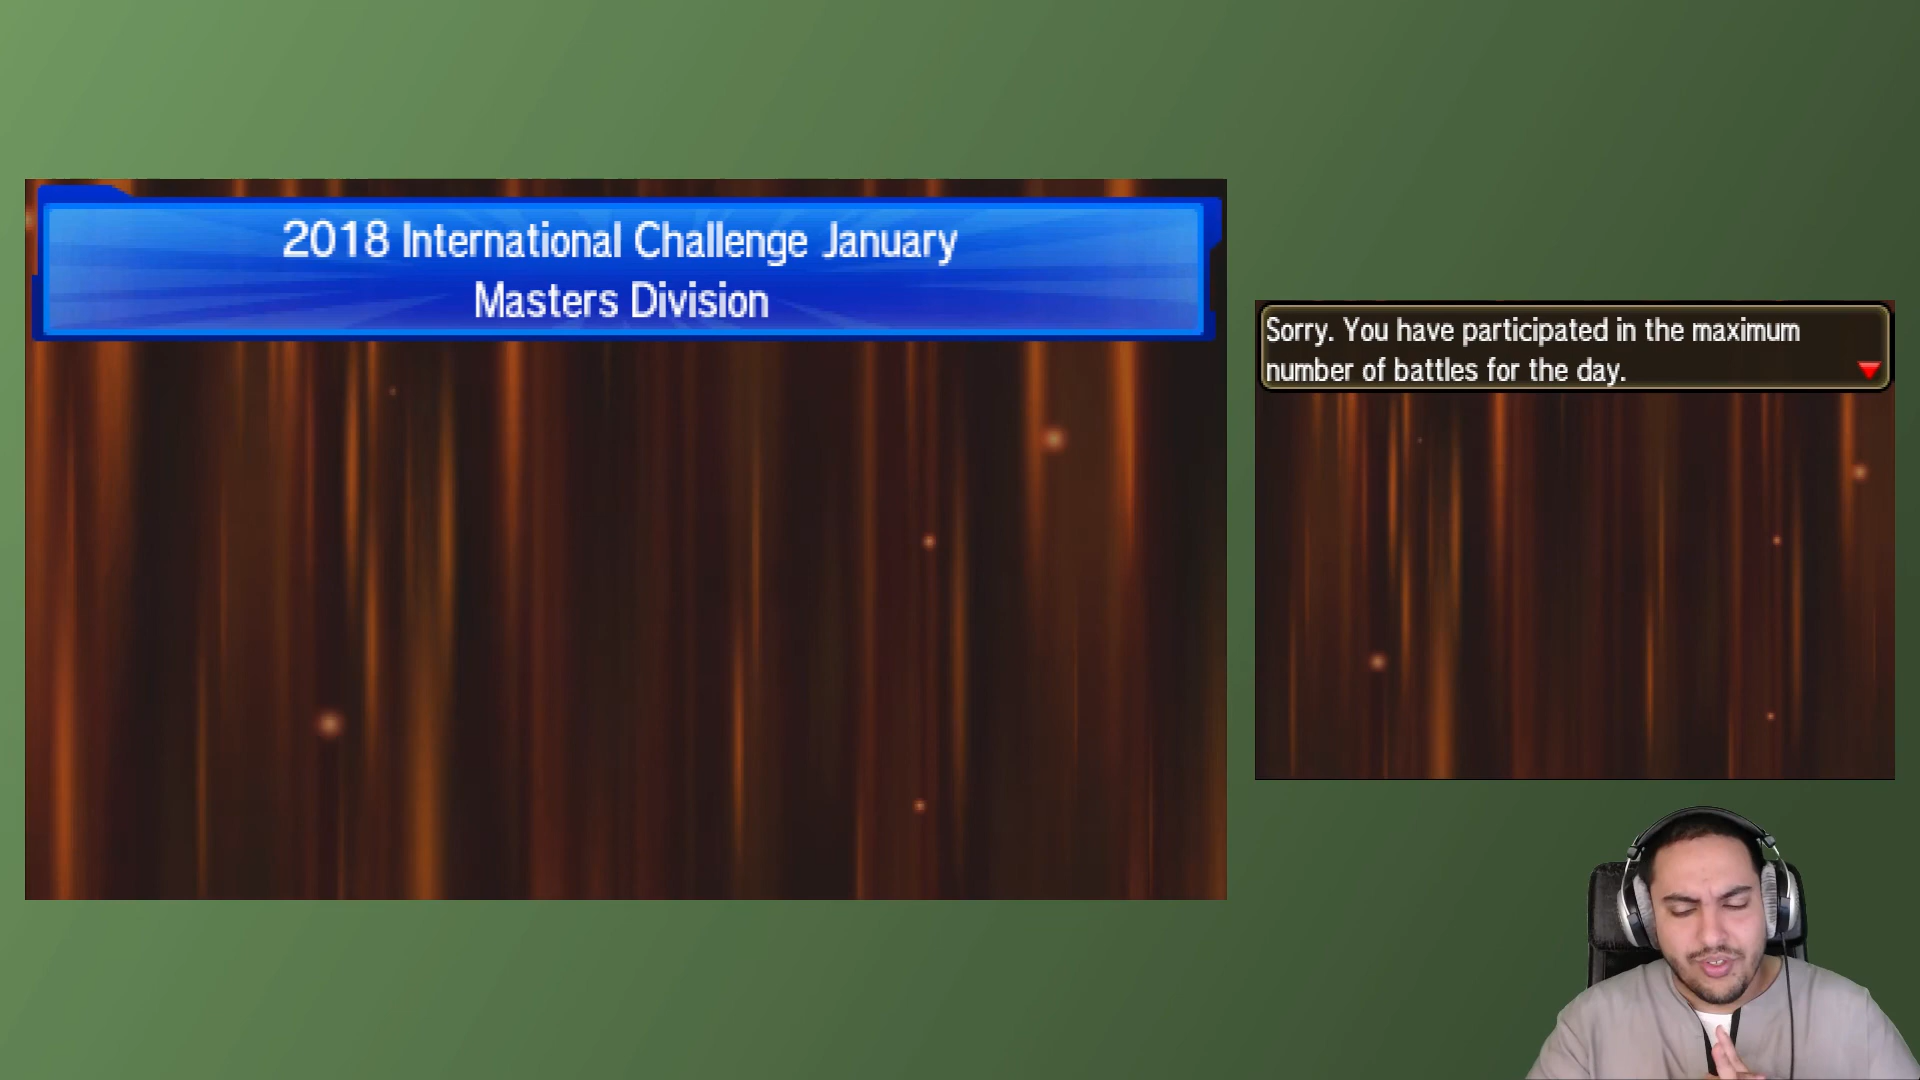 2018 International Challenge January
Masters Division
Sorry. You have participated in the maximum
number of battles for the day.